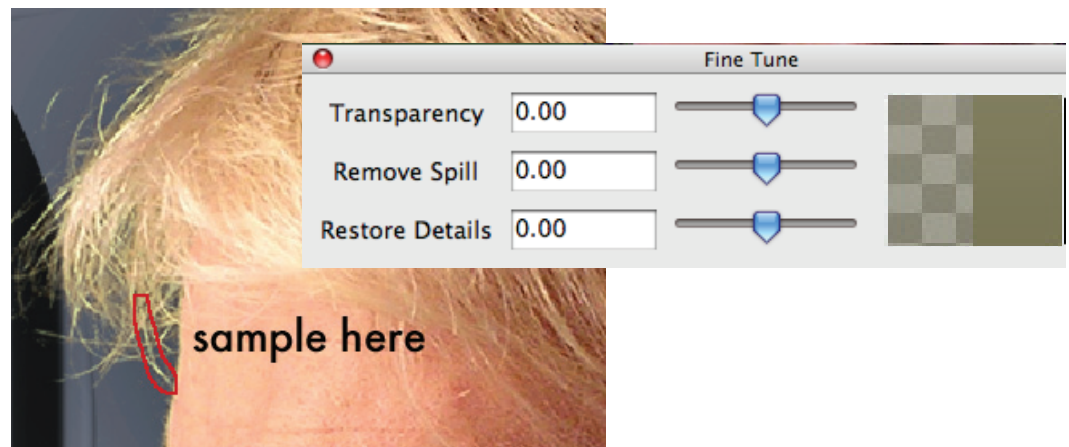 Fine Tune
Transparency 0.00
Remove Spill 0.00
Restore Details 0.00
sample here